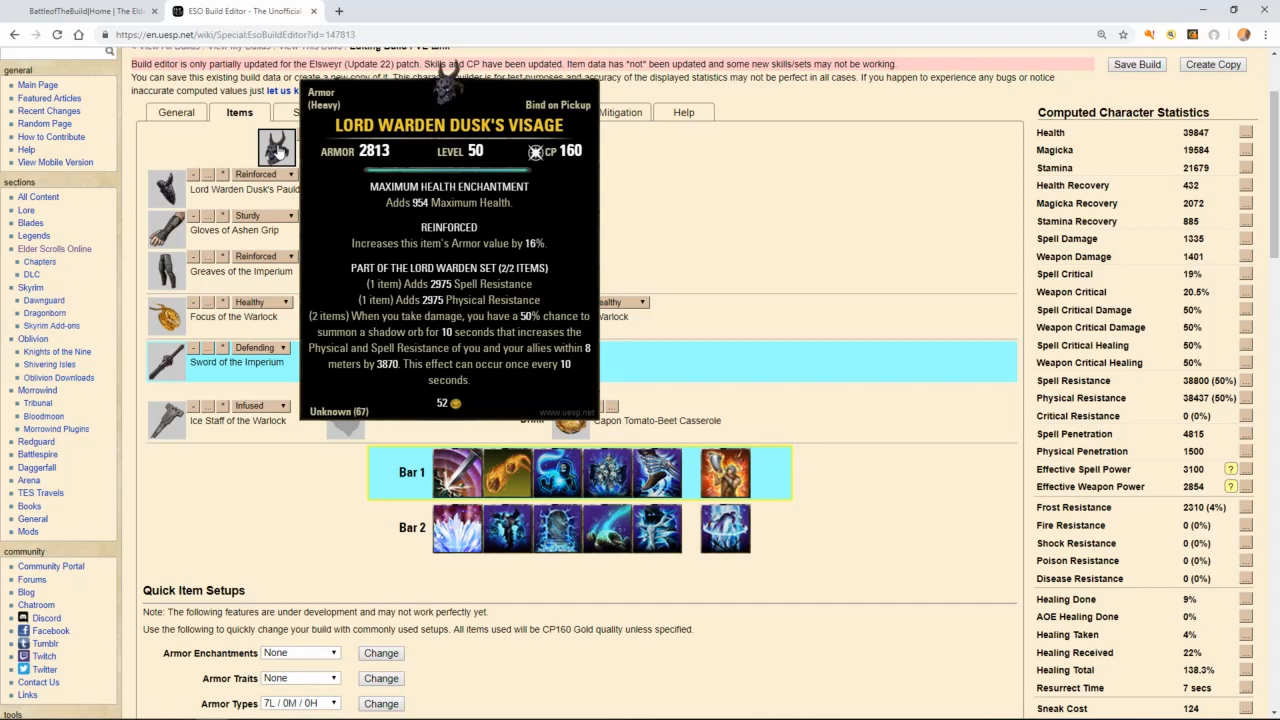 BattleofTheBuild|Home | The Elde
ESO Build Editor - The Unofficial
https://en.uesp.net/wiki/Special:EsoBuildEditor?id=147813
general
Main Page
Featured Articles
Recent Changes
Random Page
How to Contribute
Help
View Mobile Version
sections
All Content
Lore
Blades
Legends
Elder Scrolls Online
Chapters
DLC
Skyrim
Dawnguard
Dragonborn
Skyrim Add-ons
Oblivion
Knights of the Nine
Shivering Isles
Oblivion Downloads
Morrowind
Tribunal
Bloodmoon
Morrowind Plugins
Redguard
Battlespire
Daggerfall
Arena
TES Travels
Books
General
Mods
community
Community Portal
Forums
Blog
Chatroom
Discord
Facebook
Tumblr
Twitch
Twitter
Contact Us
Links
tools
« View All Builds : View My Builds : View This Build : Editing Build PVE tank
Build editor is only partially updated for the Elsweyr (Update 22) patch. Skills and CP have been updated. Item data has *not* been updated and some new skills/sets may not be working.
You can save this existing build data or create a new copy of it. This character builder is for test purposes and accuracy of the displayed statistics may not be perfect in all cases. If you happen to experience any bugs or
inaccurate computed values just let us k
Save Build
Create Copy
General
Items
S
Mitigation
Help
Reinforced
Lord Warden Dusk's Pauld
Sturdy
Gloves of Ashen Grip
Reinforced
Greaves of the Imperium
Healthy
Focus of the Warlock
ealthy
Warlock
Defending
Sword of the Imperium
Infused
Ice Staff of the Warlock
Drink
Capon Tomato-Beet Casserole
Armor
(Heavy)
Bind on Pickup
LORD WARDEN DUSK'S VISAGE
ARMOR 2813 LEVEL 50 CP 160
MAXIMUM HEALTH ENCHANTMENT
Adds 954 Maximum Health.
REINFORCED
Increases this item's Armor value by 16%.
PART OF THE LORD WARDEN SET (2/2 ITEMS)
(1 item) Adds 2975 Spell Resistance
(1 item) Adds 2975 Physical Resistance
(2 items) When you take damage, you have a 50% chance to
summon a shadow orb for 10 seconds that increases the
Physical and Spell Resistance of you and your allies within 8
meters by 3870. This effect can occur once every 10
seconds.
52
Unknown (67)
www.uesp.net
Bar 1
Bar 2
Quick Item Setups
Note: The following features are under development and may not work perfectly yet.
Use the following to quickly change your build with commonly used setups. All items used will be CP160 Gold quality unless specified.
Armor Enchantments None Change
Armor Traits None Change
Armor Types 7L / 0M / 0H Change
Computed Character Statistics
Health 39847
Magicka 19584
Stamina 21679
Health Recovery 432
Magicka Recovery 2072
Stamina Recovery 885
Spell Damage 1335
Weapon Damage 1401
Spell Critical 19%
Weapon Critical 20.5%
Spell Critical Damage 50%
Weapon Critical Damage 50%
Spell Critical Healing 50%
Weapon Critical Healing 50%
Spell Resistance 38800 (50%)
Physical Resistance 38437 (50%)
Critical Resistance 0 (0%)
Spell Penetration 4815
Physical Penetration 1500
Effective Spell Power 3100 ?
Effective Weapon Power 2854 ?
Frost Resistance 2310 (4%)
Fire Resistance 0 (0%)
Shock Resistance 0 (0%)
Poison Resistance 0 (0%)
Disease Resistance 0 (0%)
Healing Done 9%
AOE Healing Done 0%
Healing Taken 4%
Healing Received 22%
Healing Total 138.3%
Resurrect Time 7 secs
Sneak Cost 124